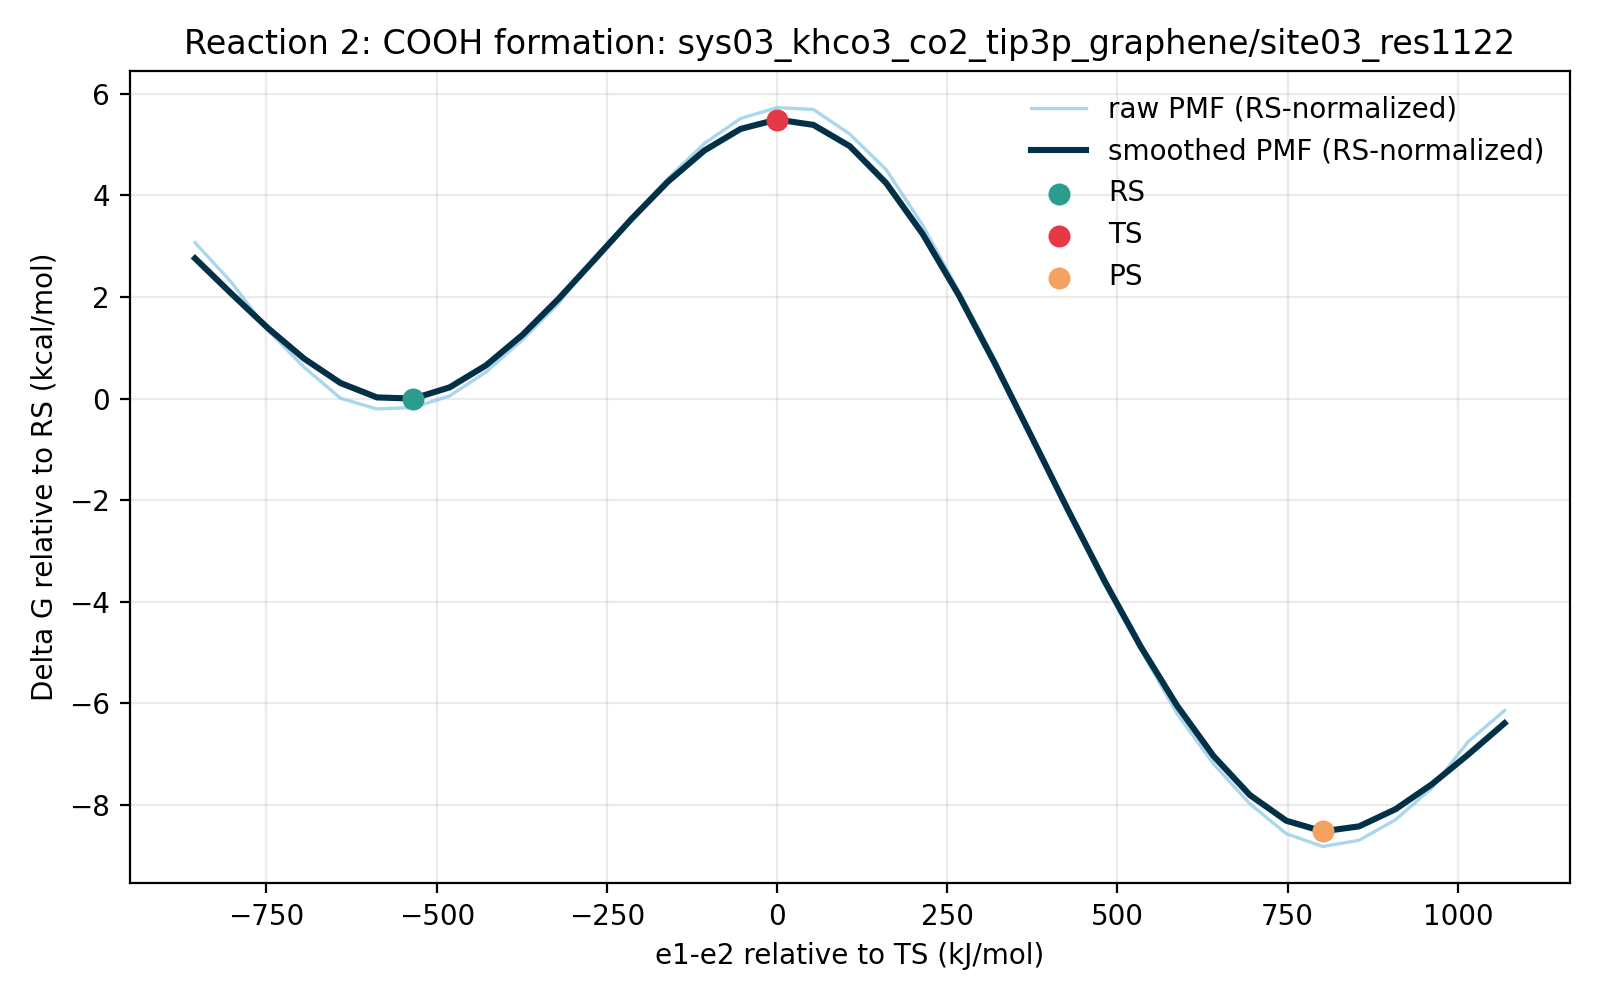 Reaction 2: COOH formation: sys03_khco3_co2_tip3p_graphene/site03_res1122
raw PMF (RS-normalized)
smoothed PMF (RS-normalized)
RS
TS
PS
Delta G relative to RS (kcal/mol)
6
4
2
0
−2
−4
−6
−8
−750
−500
−250
0
250
500
750
1000
e1-e2 relative to TS (kJ/mol)